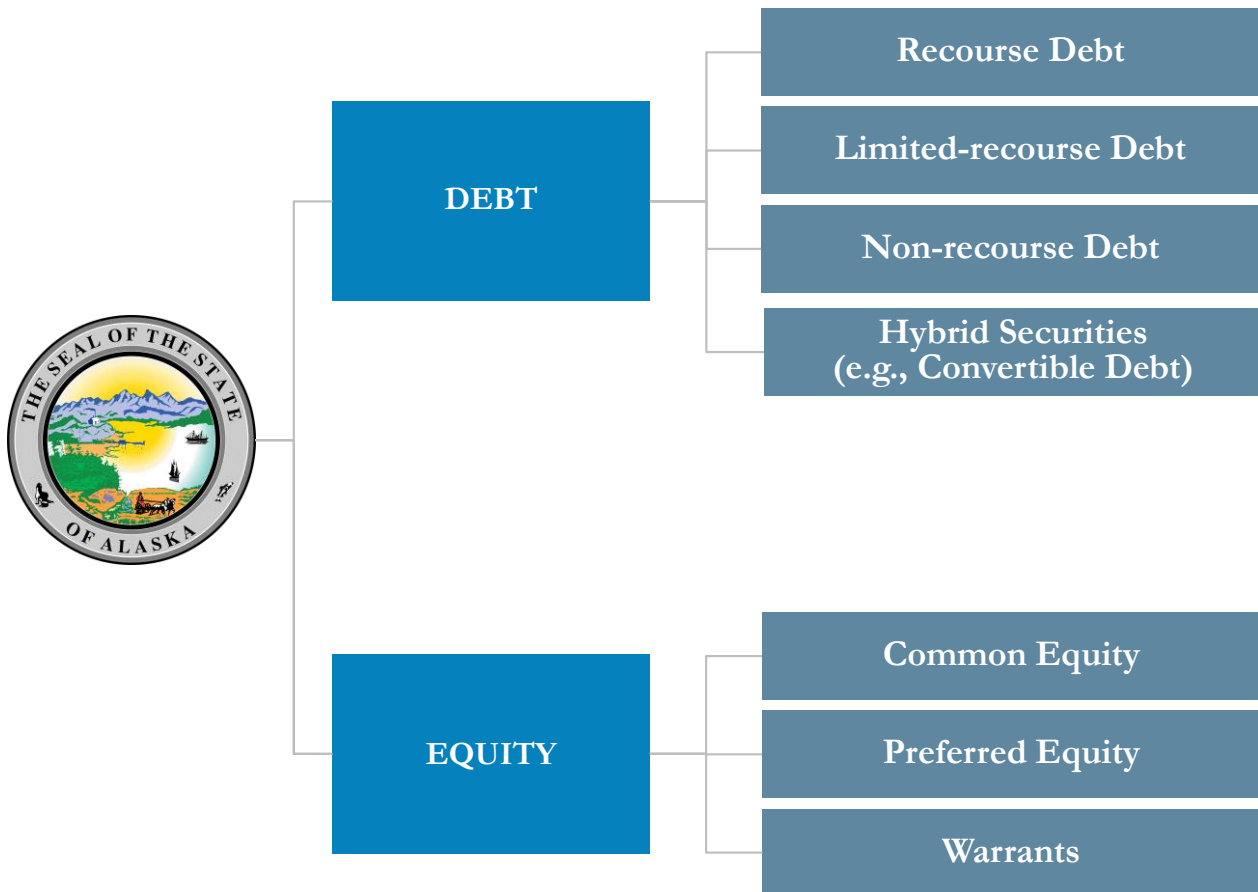 THE SEAL OF THE STATE
OF ALASKA
DEBT
Recourse Debt
Limited-recourse Debt
Non-recourse Debt
Hybrid Securities
(e.g., Convertible Debt)
EQUITY
Common Equity
Preferred Equity
Warrants